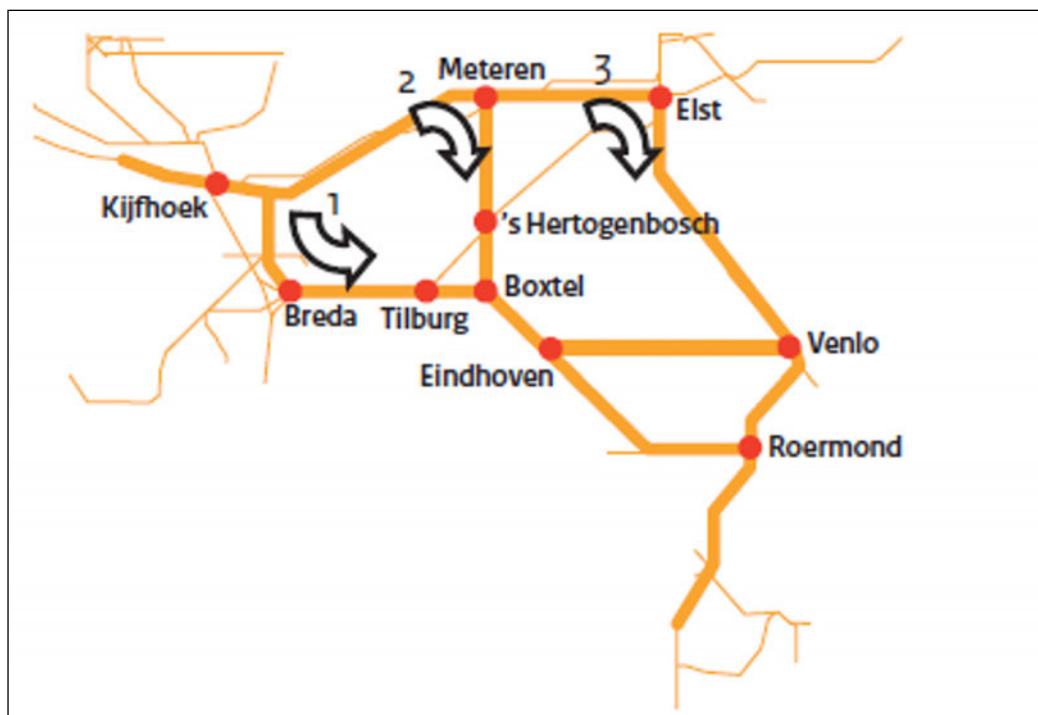 2
Meteren
3
Elst
Kijfhoek
1
's Hertogenbosch
Breda
Tilburg
Boxtel
Eindhoven
Venlo
Roermond